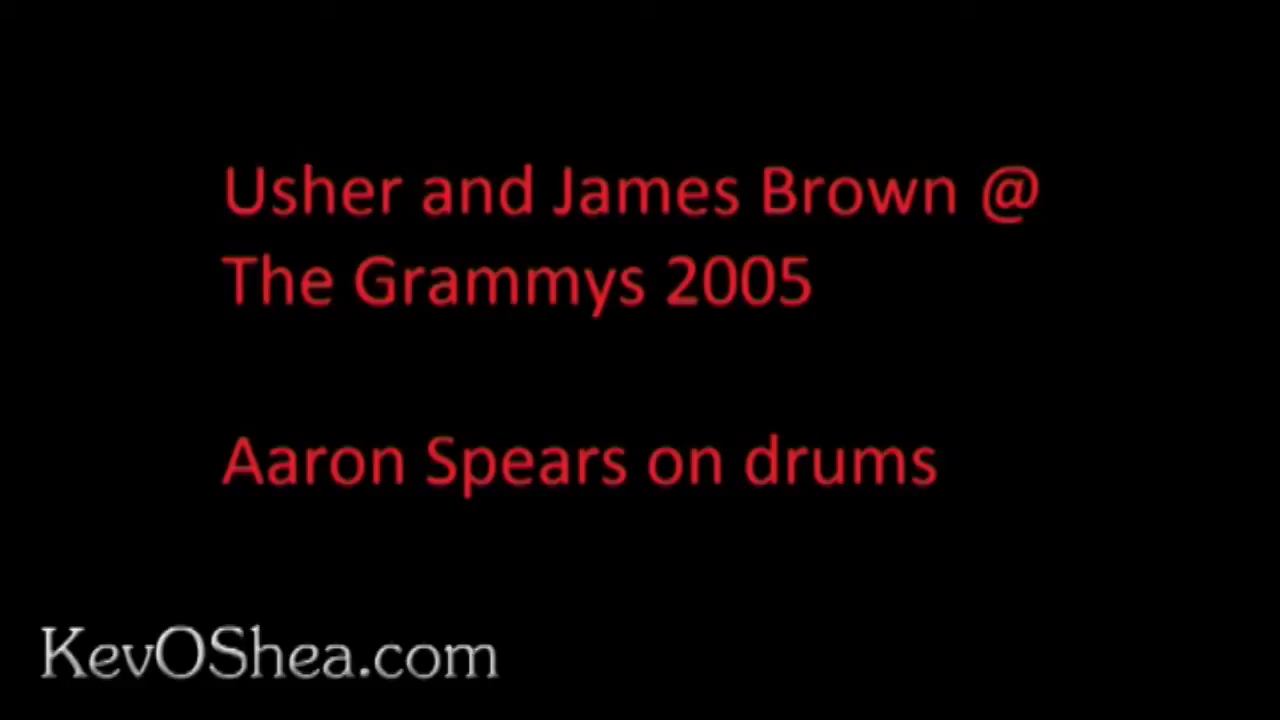 Usher and James Brown @
The Grammys 2005
Aaron Spears on drums
KevOShea.com